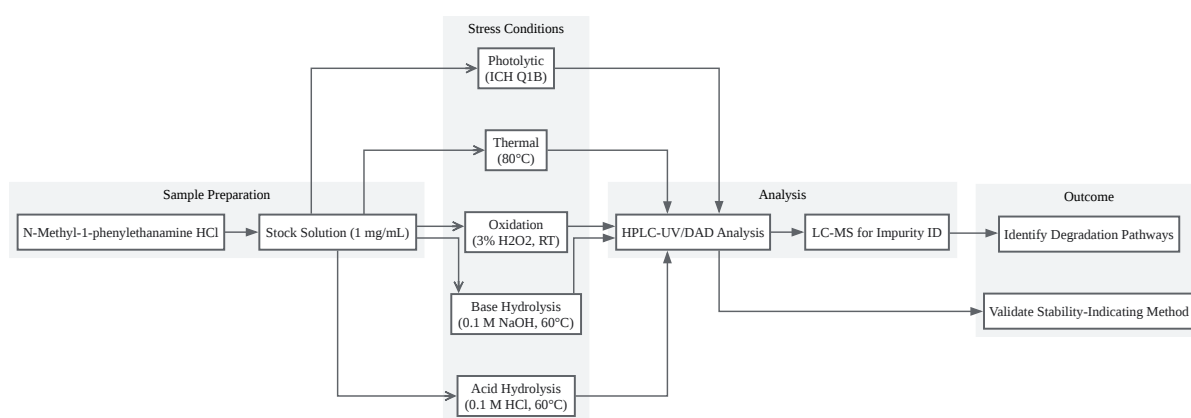 Stress Conditions
Photolytic
(ICH Q1B)
Thermal
(80°C)
Sample Preparation
Analysis
Outcome
N-Methyl-1-phenylethanamine HCl
Stock Solution (1 mg/mL)
Oxidation
(3% H2O2, RT)
HPLC-UV/DAD Analysis
LC-MS for Impurity ID
Identify Degradation Pathways
Base Hydrolysis
(0.1 M NaOH, 60°C)
Validate Stability-Indicating Method
Acid Hydrolysis
(0.1 M HCl, 60°C)